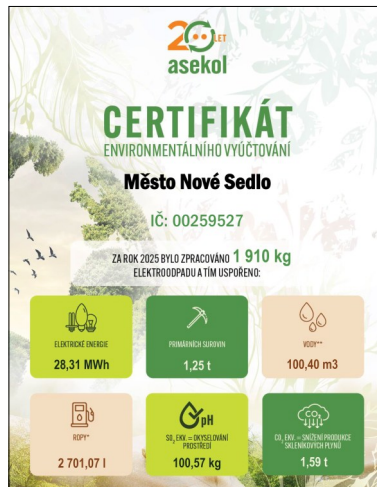 20 LET
asekol
CERTIFIKÁT
ENVIRONMENTÁLNÍHO VYÚČTOVÁNÍ
Město Nové Sedlo
IČ: 00259527
ZA ROK 2025 BYLO ZPRACOVÁNO 1 910 kg
ELEKTROODPADU A TÍM USPOŘENO:
ELEKTRICKÉ ENERGIE
28,31 MWh
PRIMÁRNÍCH SUROVIN
1,25 t
VODY**
100,40 m3
ROPY*
2 701,07 l
pH
SO₂ EKV. = OKYSELOVÁNÍ
PROSTŘEDÍ
100,57 kg
CO₂
CO₂ EKV. = SNÍŽENÍ PRODUKCE
SKLENÍKOVÝCH PLYNŮ
1,59 t